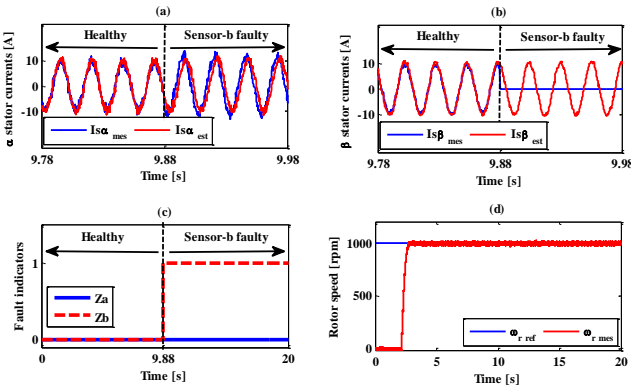 (a)
Healthy Sensor-b faulty
α stator currents [A]
10
0
-10
Isα mes Isα est
9.78 9.88 9.98
Time [s]
(b)
Healthy Sensor-b faulty
β stator currents [A]
10
0
-10
Isβ mes Isβ est
9.78 9.88 9.98
Time [s]
(c)
Healthy Sensor-b faulty
Fault indicators
1
0
Za
Zb
0 9.88 20
Time [s]
(d)
Rotor speed [rpm]
1000
500
0
ω r ref ω r mes
0 5 10 15 20
Time [s]